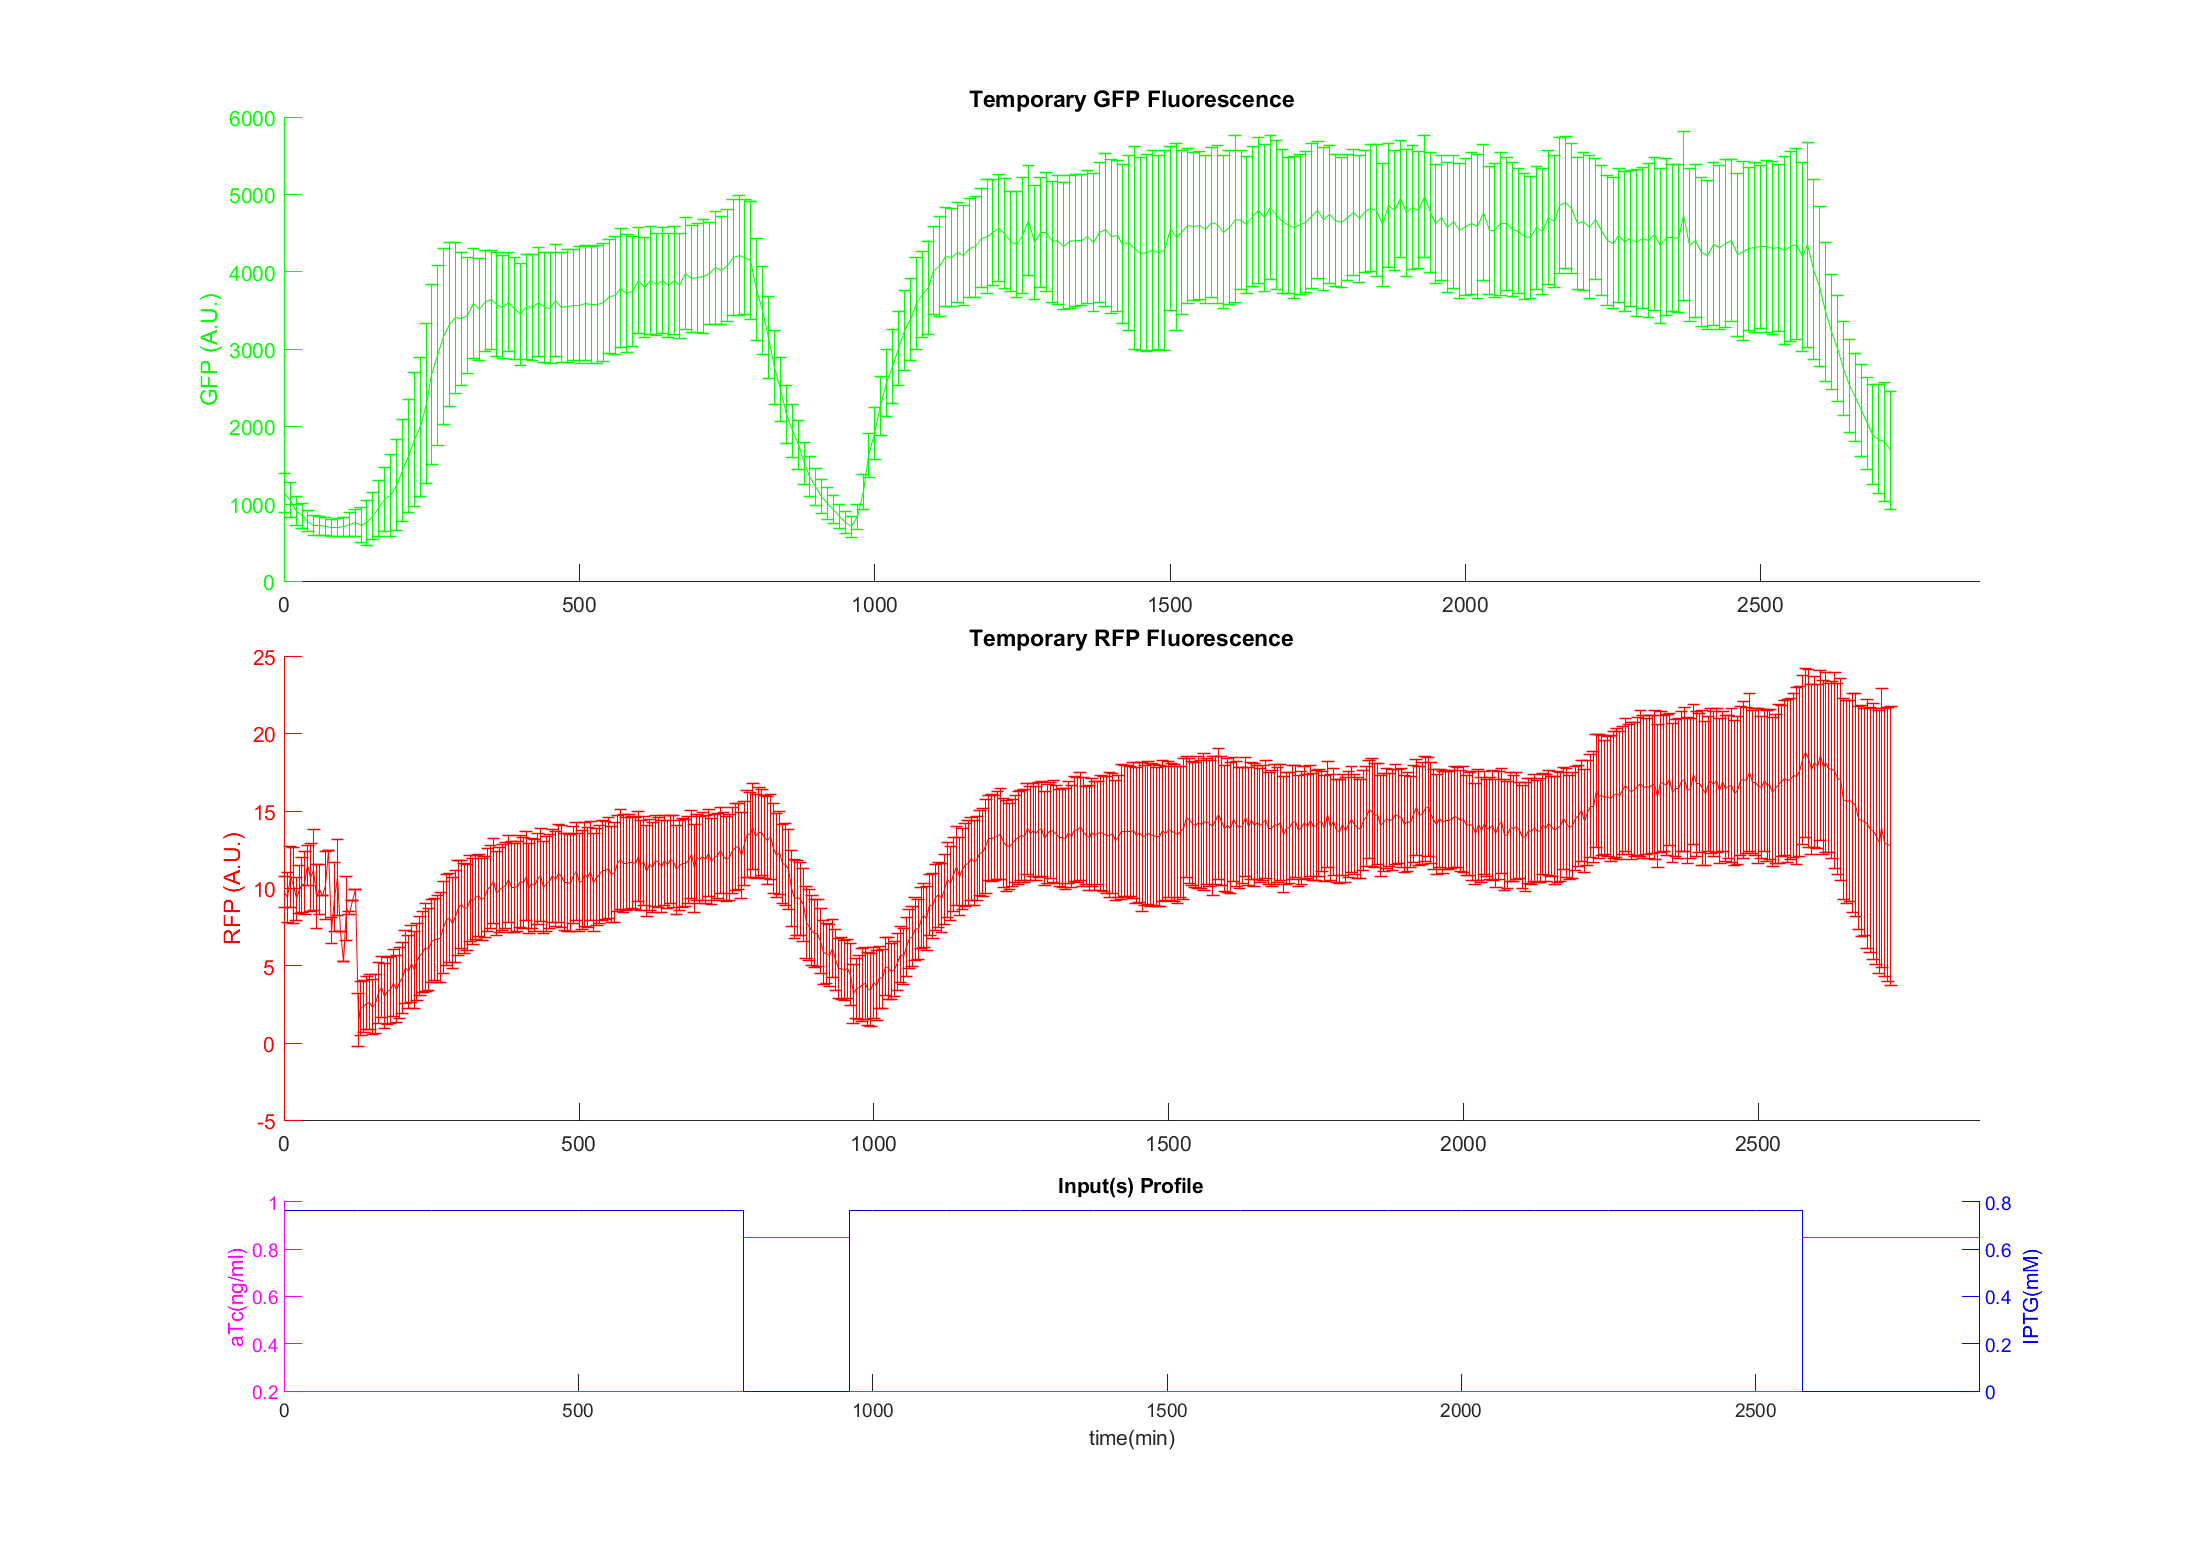 Temporary GFP Fluorescence
6000
5000
4000
3000
2000
1000
0
GFP (A.U.)
0 500 1000 1500 2000 2500
Temporary RFP Fluorescence
25
20
15
10
5
0
-5
RFP (A.U.)
0 500 1000 1500 2000 2500
Input(s) Profile
1
0.8
0.6
0.4
0.2
aTc(ng/ml)
0.8
0.6
0.4
0.2
0
IPTG(mM)
0 500 1000 1500 2000 2500
time(min)